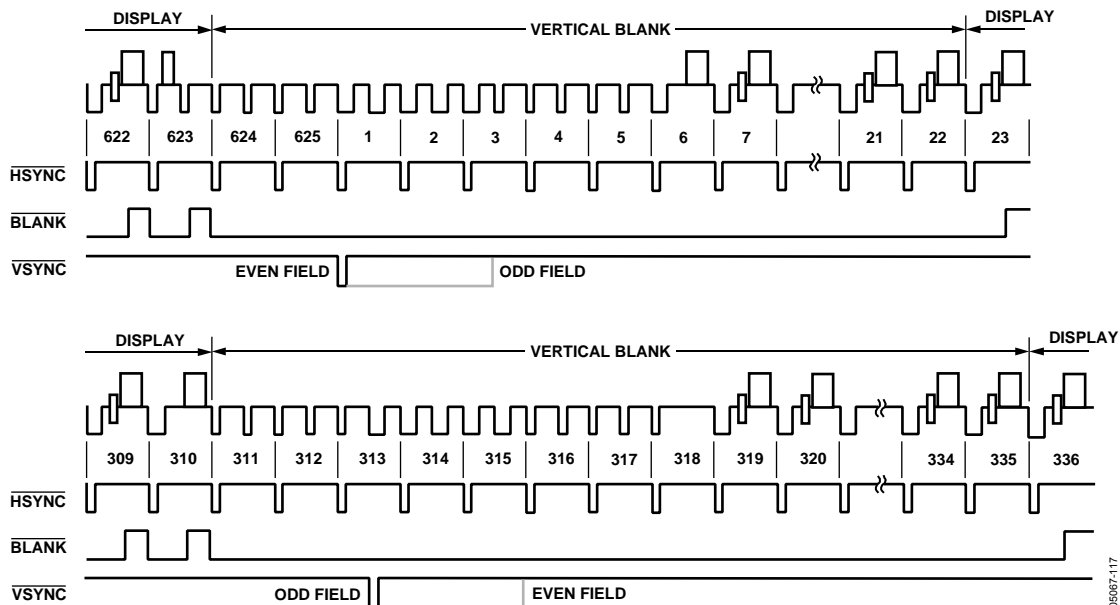 DISPLAY VERTICAL BLANK DISPLAY
622 623 624 625 1 2 3 4 5 6 7 21 22 23
HSYNC
BLANK
VSYNC EVEN FIELD ODD FIELD
DISPLAY VERTICAL BLANK DISPLAY
309 310 311 312 313 314 315 316 317 318 319 320 334 335 336
HSYNC
BLANK
VSYNC ODD FIELD EVEN FIELD
05067-117